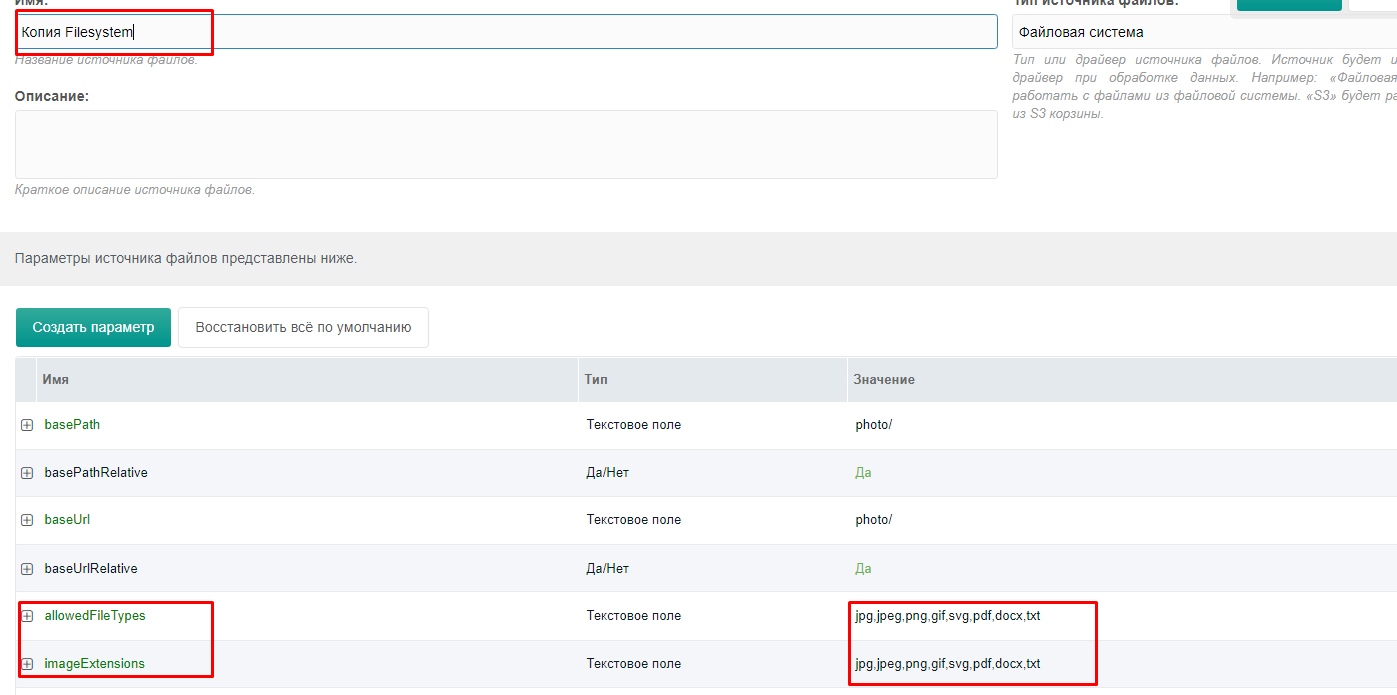 Имя:
Тип источника файлов:
Копия Filesystem
Файловая система
Название источника файлов.
Тип или драйвер источника файлов. Источник будет и
драйвер при обработке данных. Например: «Файловая
работать с файлами из файловой системы. «S3» будет ра
из S3 корзины.
Описание:
Краткое описание источника файлов.
Параметры источника файлов представлены ниже.
Создать параметр
Восстановить всё по умолчанию
Имя Тип Значение
basePath Текстовое поле photo/
basePathRelative Да/Нет Да
baseUrl Текстовое поле photo/
baseUrlRelative Да/Нет Да
allowedFileTypes Текстовое поле jpg,jpeg,png,gif,svg,pdf,docx,txt
imageExtensions Текстовое поле jpg,jpeg,png,gif,svg,pdf,docx,txt